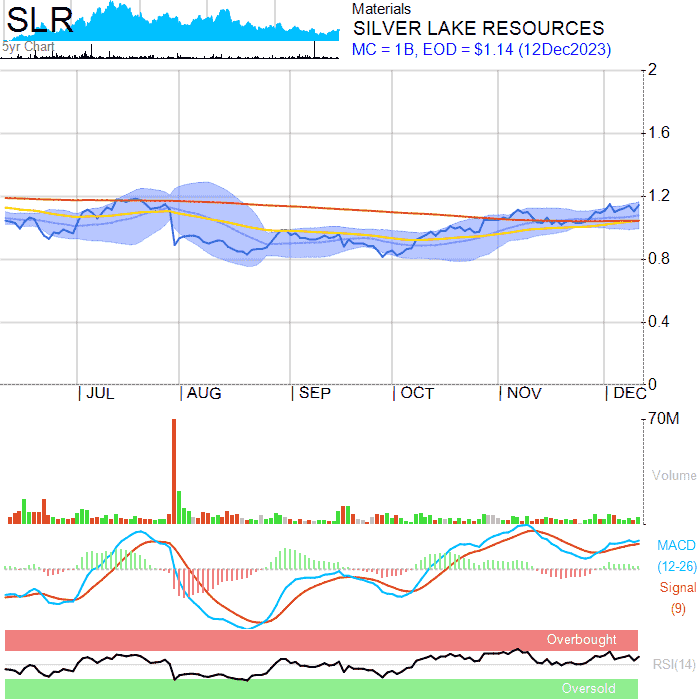 SLR
5yr Chart
Materials
SILVER LAKE RESOURCES
MC = 1B, EOD = $1.14 (12Dec2023)
2
1.6
1.2
0.8
0.4
0
| JUL | AUG | SEP | OCT | NOV | DEC
70M
Volume
MACD
(12-26)
Signal
(9)
Overbought
RSI(14)
Oversold